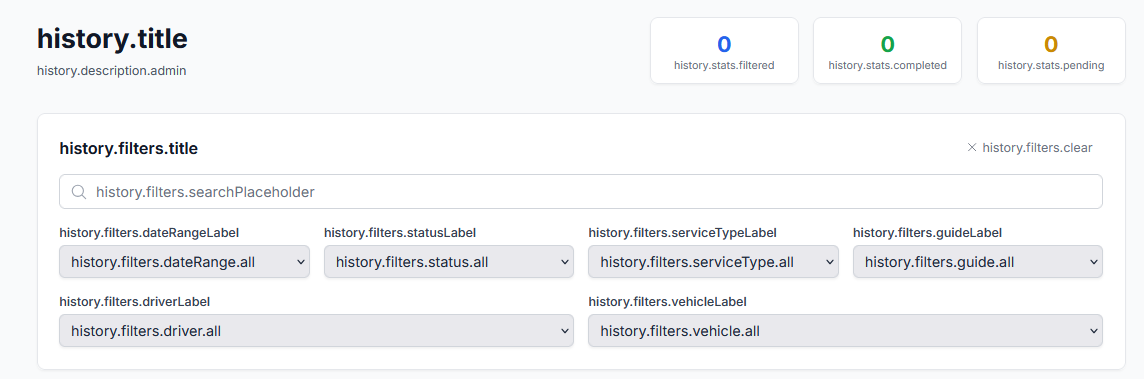 history.title
history.description.admin
0
history.stats.filtered
0
history.stats.completed
0
history.stats.pending
history.filters.title
history.filters.clear
history.filters.searchPlaceholder
history.filters.dateRangeLabel
history.filters.dateRange.all
history.filters.statusLabel
history.filters.status.all
history.filters.serviceTypeLabel
history.filters.serviceType.all
history.filters.guideLabel
history.filters.guide.all
history.filters.driverLabel
history.filters.driver.all
history.filters.vehicleLabel
history.filters.vehicle.all